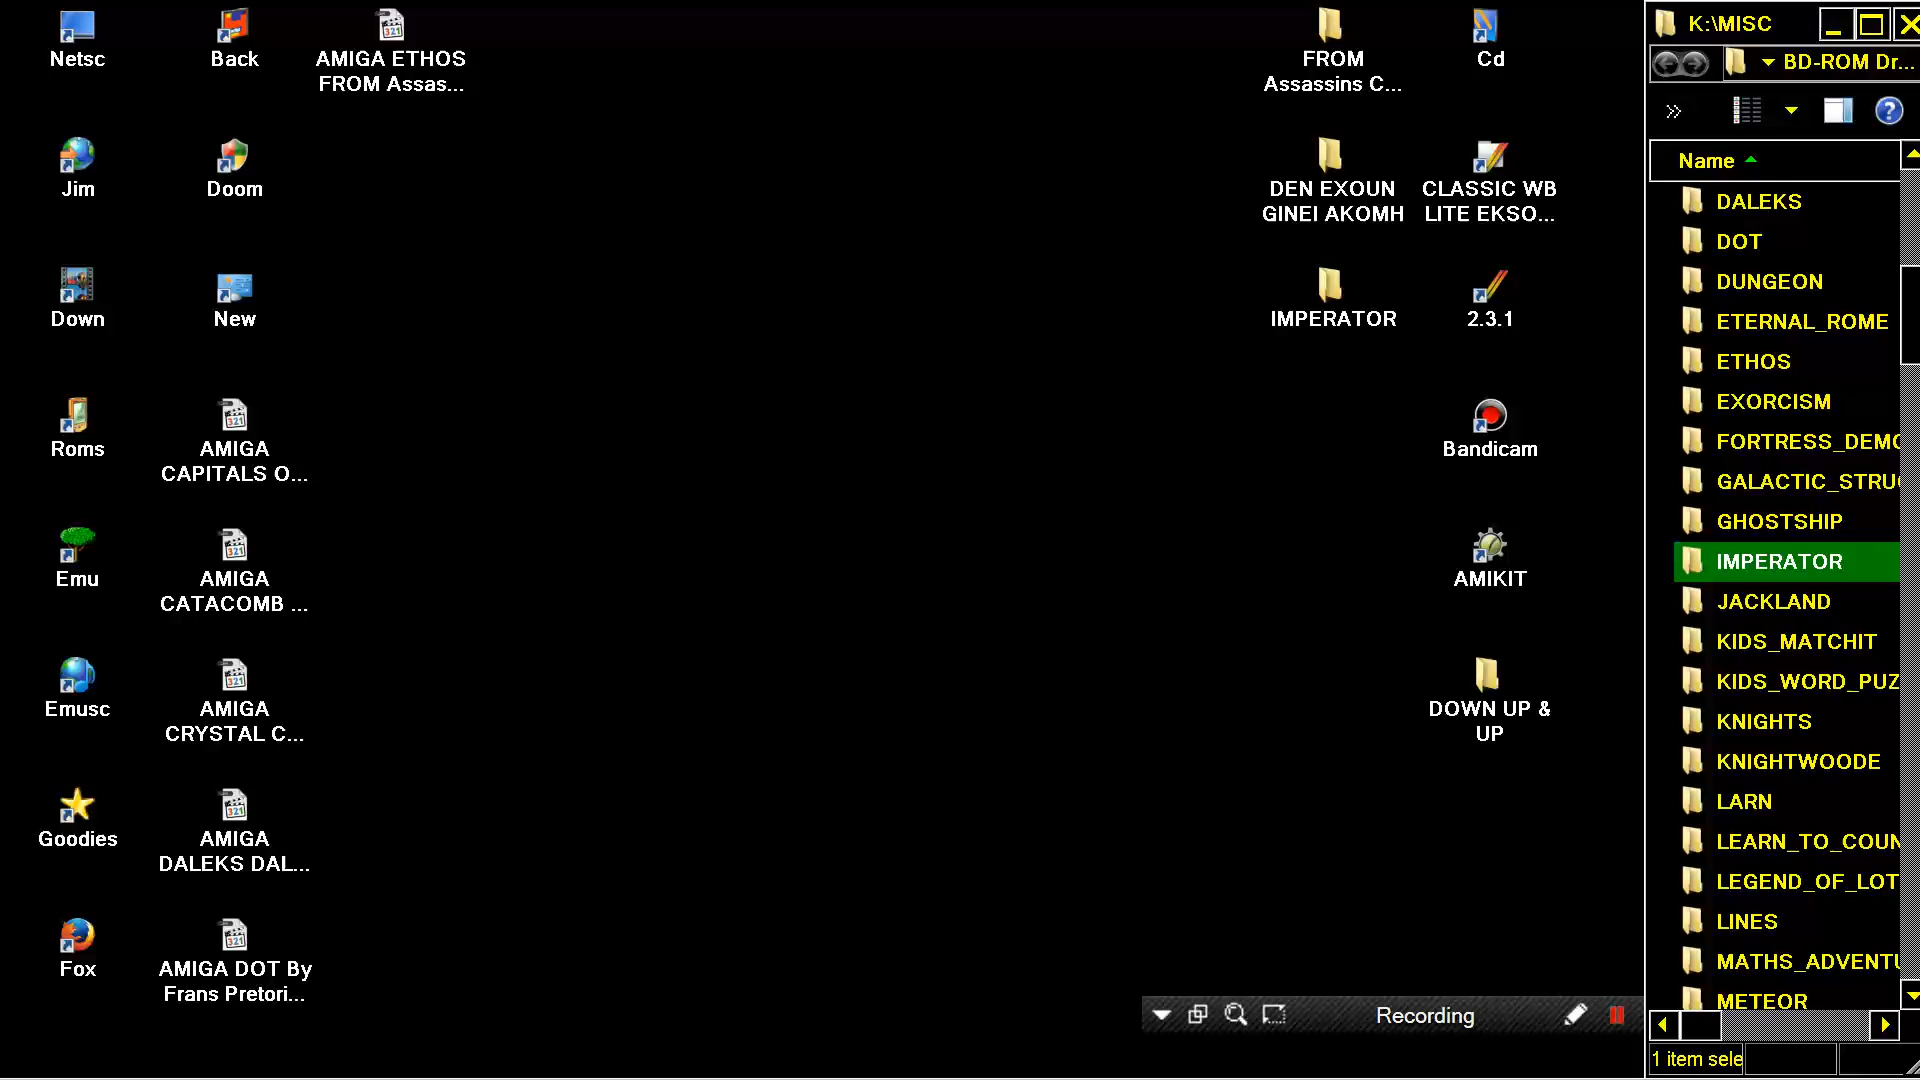 Netsc
Back
AMIGA ETHOS
FROM Assas...
Jim
Doom
Down
New
Roms
AMIGA
CAPITALS O...
Emu
AMIGA
CATACOMB ...
Emusc
AMIGA
CRYSTAL C...
Goodies
AMIGA
DALEKS DAL...
Fox
AMIGA DOT By
Frans Pretori...
FROM
Assassins C...
Cd
DEN EXOUN
GINEI AKOMH
CLASSIC WB
LITE EKSO...
IMPERATOR
2.3.1
Bandicam
AMIKIT
DOWN UP &
UP
Recording
K:\MISC
BD-ROM Dr...
Name
DALEKS
DOT
DUNGEON
ETERNAL_ROME
ETHOS
EXORCISM
FORTRESS_DEMO
GALACTIC_STRUG
GHOSTSHIP
IMPERATOR
JACKLAND
KIDS_MATCHIT
KIDS_WORD_PUZ
KNIGHTS
KNIGHTWOODE
LARN
LEARN_TO_COUN
LEGEND_OF_LOT
LINES
MATHS_ADVENTU
METEOR
1 item sele